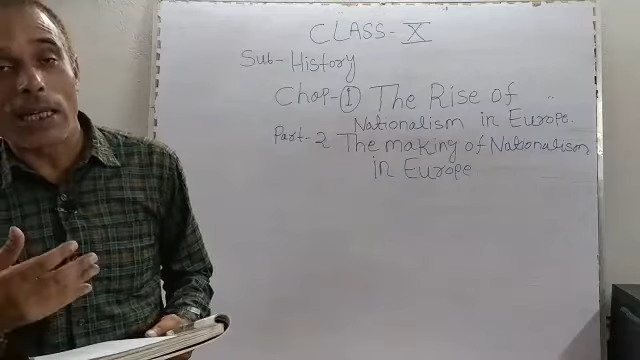 CLASS - X
Sub - History
Chap - 1 The Rise of
Nationalism in Europe.
Part - 2 The making of Nationalism
in Europe